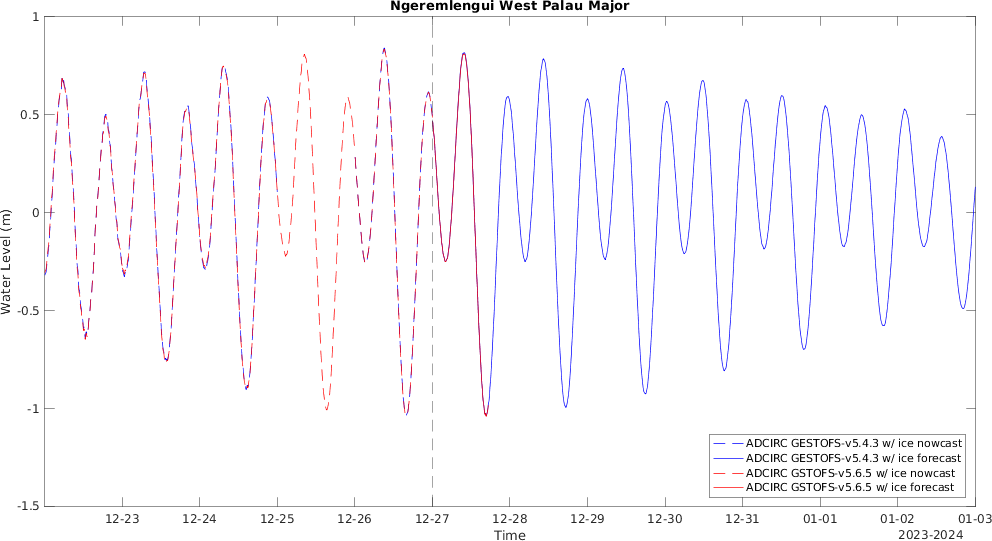 Ngeremlengui West Palau Major
Water Level (m)
1
0.5
0
-0.5
-1
-1.5
12-23
12-24
12-25
12-26
12-27
12-28
12-29
12-30
12-31
01-01
01-02
01-03
2023-2024
Time
ADCIRC GESTOFS-v5.4.3 w/ ice nowcast
ADCIRC GESTOFS-v5.4.3 w/ ice forecast
ADCIRC GSTOFS-v5.6.5 w/ ice nowcast
ADCIRC GSTOFS-v5.6.5 w/ ice forecast